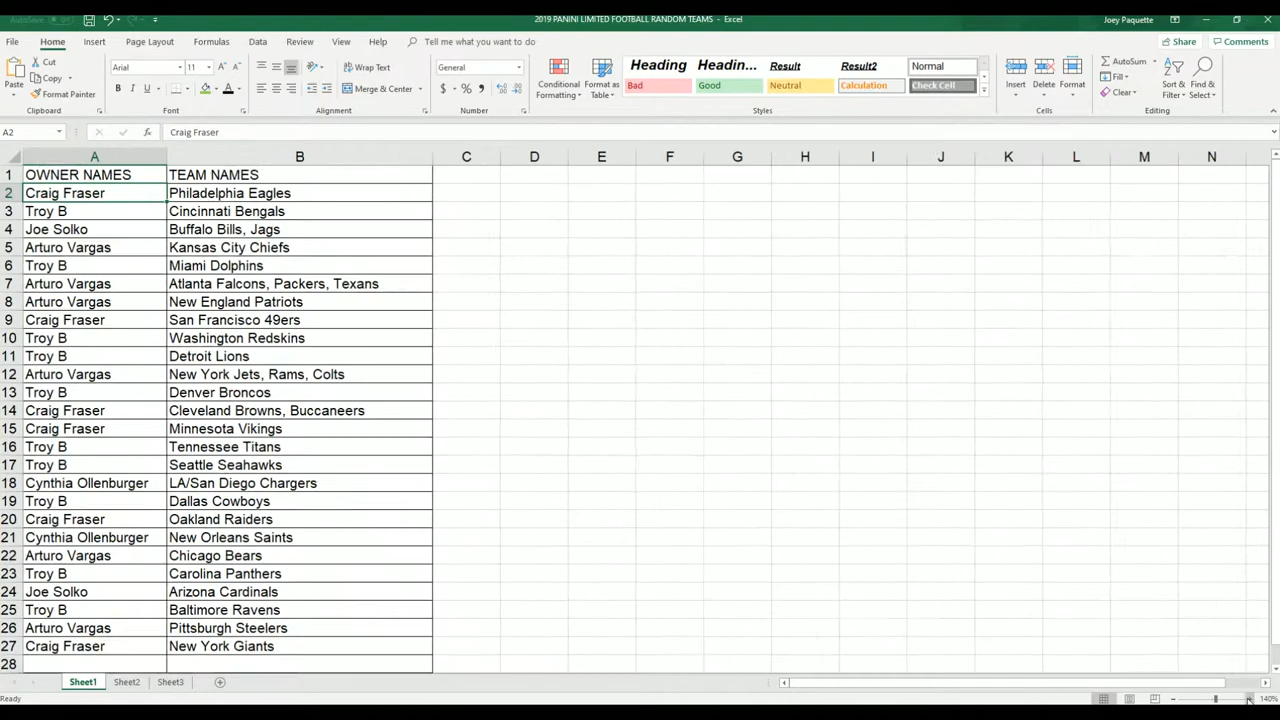 AutoSave Off 2019 PANINI LIMITED FOOTBALL RANDOM TEAMS - Excel Joey Paquette
File Home Insert Page Layout Formulas Data Review View Help Tell me what you want to do Share Comments
Paste Cut Copy Format Painter Clipboard
Arial 11 B I U A Font
Wrap Text Merge & Center Alignment
General $ % Number
Conditional Formatting Format as Table
Heading Headin... Result Result2 Normal
Bad Good Neutral Calculation Check Cell
Styles
Insert Delete Format Cells
AutoSum Fill Clear Sort & Filter Find & Select Editing
A2 fx Craig Fraser
A B C D E F G H I J K L M N
1 OWNER NAMES TEAM NAMES
2 Craig Fraser Philadelphia Eagles
3 Troy B Cincinnati Bengals
4 Joe Solko Buffalo Bills, Jags
5 Arturo Vargas Kansas City Chiefs
6 Troy B Miami Dolphins
7 Arturo Vargas Atlanta Falcons, Packers, Texans
8 Arturo Vargas New England Patriots
9 Craig Fraser San Francisco 49ers
10 Troy B Washington Redskins
11 Troy B Detroit Lions
12 Arturo Vargas New York Jets, Rams, Colts
13 Troy B Denver Broncos
14 Craig Fraser Cleveland Browns, Buccaneers
15 Craig Fraser Minnesota Vikings
16 Troy B Tennessee Titans
17 Troy B Seattle Seahawks
18 Cynthia Ollenburger LA/San Diego Chargers
19 Troy B Dallas Cowboys
20 Craig Fraser Oakland Raiders
21 Cynthia Ollenburger New Orleans Saints
22 Arturo Vargas Chicago Bears
23 Troy B Carolina Panthers
24 Joe Solko Arizona Cardinals
25 Troy B Baltimore Ravens
26 Arturo Vargas Pittsburgh Steelers
27 Craig Fraser New York Giants
28
Sheet1 Sheet2 Sheet3
Ready 140%